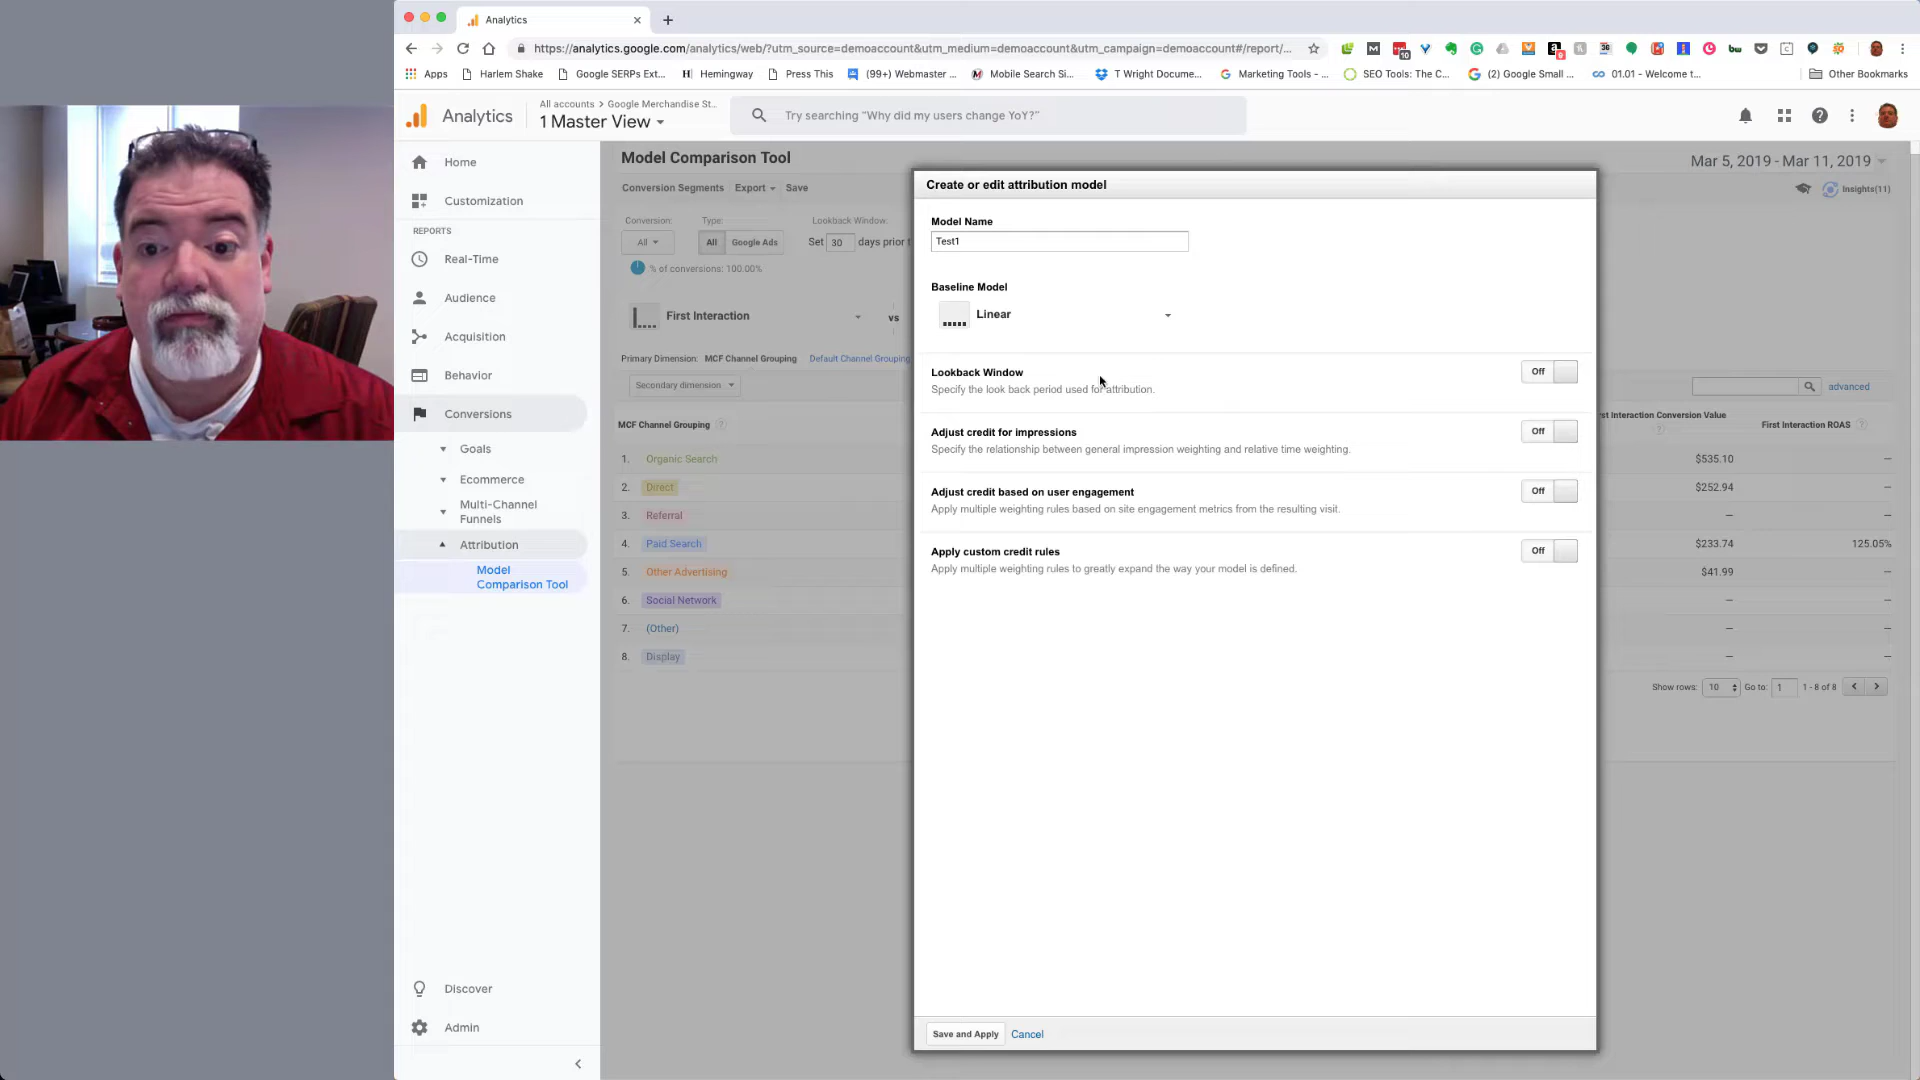 Analytics
https://analytics.google.com/analytics/web/?utm_source=demoaccount&utm_medium=demoaccount&utm_campaign=demoaccount#/report/...
Apps
Harlem Shake
Google SERPs Ext...
Hemingway
Press This
(99+) Webmaster ...
Mobile Search Si...
T Wright Docume...
Marketing Tools - ...
SEO Tools: The C...
(2) Google Small ...
01.01 - Welcome t...
Other Bookmarks
Analytics
All accounts > Google Merchandise St...
1 Master View
Try searching "Why did my users change YoY?"
Home
Customization
REPORTS
Real-Time
Audience
Acquisition
Behavior
Conversions
Goals
Ecommerce
Multi-Channel
Funnels
Attribution
Model
Comparison Tool
Discover
Admin
Model Comparison Tool
Mar 5, 2019 - Mar 11, 2019
Conversion Segments
Export
Save
Insights(11)
Conversion:
Type:
Lookback Window:
All
All
Google Ads
Set 30 days prior t
% of conversions: 100.00%
First Interaction
vs
Primary Dimension: MCF Channel Grouping Default Channel Grouping
Secondary dimension
advanced
MCF Channel Grouping
st Interaction Conversion Value
First Interaction ROAS
1. Organic Search
$535.10 —
2. Direct
$252.94 —
3. Referral
— —
4. Paid Search
$233.74 125.05%
5. Other Advertising
$41.99 —
6. Social Network
— —
7. (Other)
— —
8. Display
— —
Show rows: 10 Go to: 1 1 - 8 of 8
Create or edit attribution model
Model Name
Test1
Baseline Model
Linear
Lookback Window
Specify the look back period used for attribution.
Off
Adjust credit for impressions
Specify the relationship between general impression weighting and relative time weighting.
Off
Adjust credit based on user engagement
Apply multiple weighting rules based on site engagement metrics from the resulting visit.
Off
Apply custom credit rules
Apply multiple weighting rules to greatly expand the way your model is defined.
Off
Save and Apply
Cancel